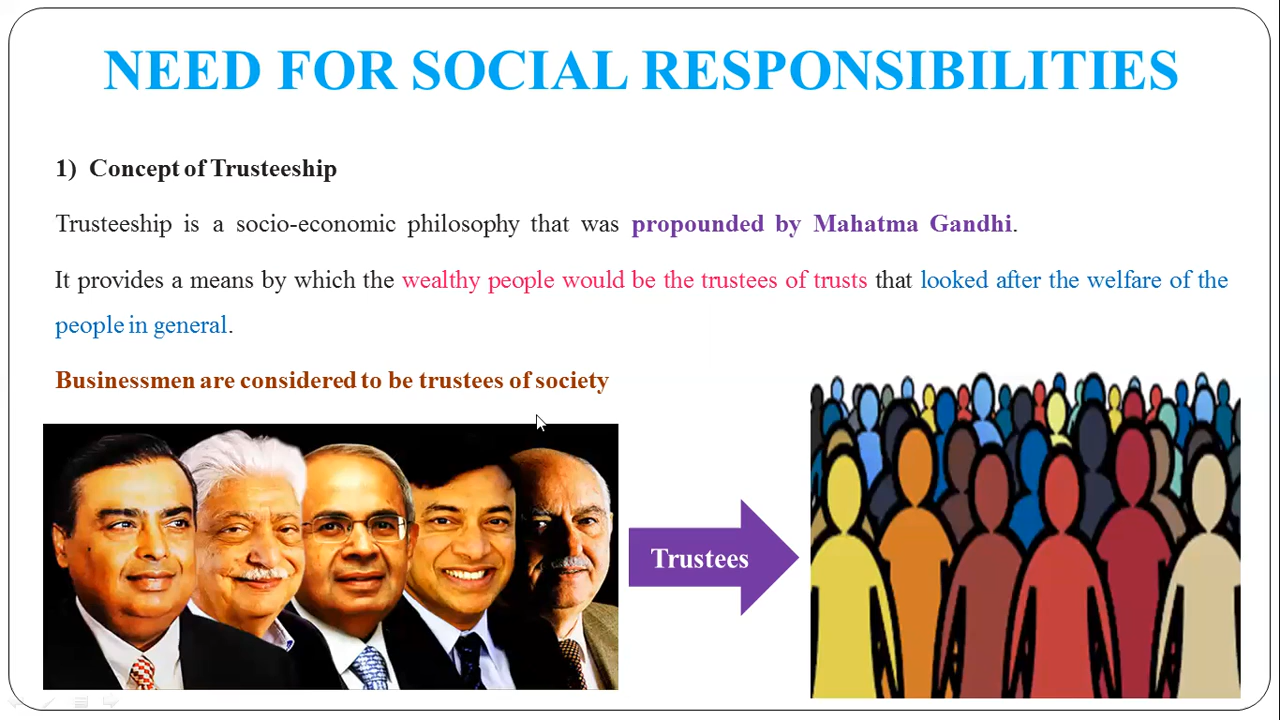 NEED FOR SOCIAL RESPONSIBILITIES
1) Concept of Trusteeship
Trusteeship is a socio-economic philosophy that was propounded by Mahatma Gandhi.
It provides a means by which the wealthy people would be the trustees of trusts that looked after the welfare of the
people in general.
Businessmen are considered to be trustees of society
Trustees